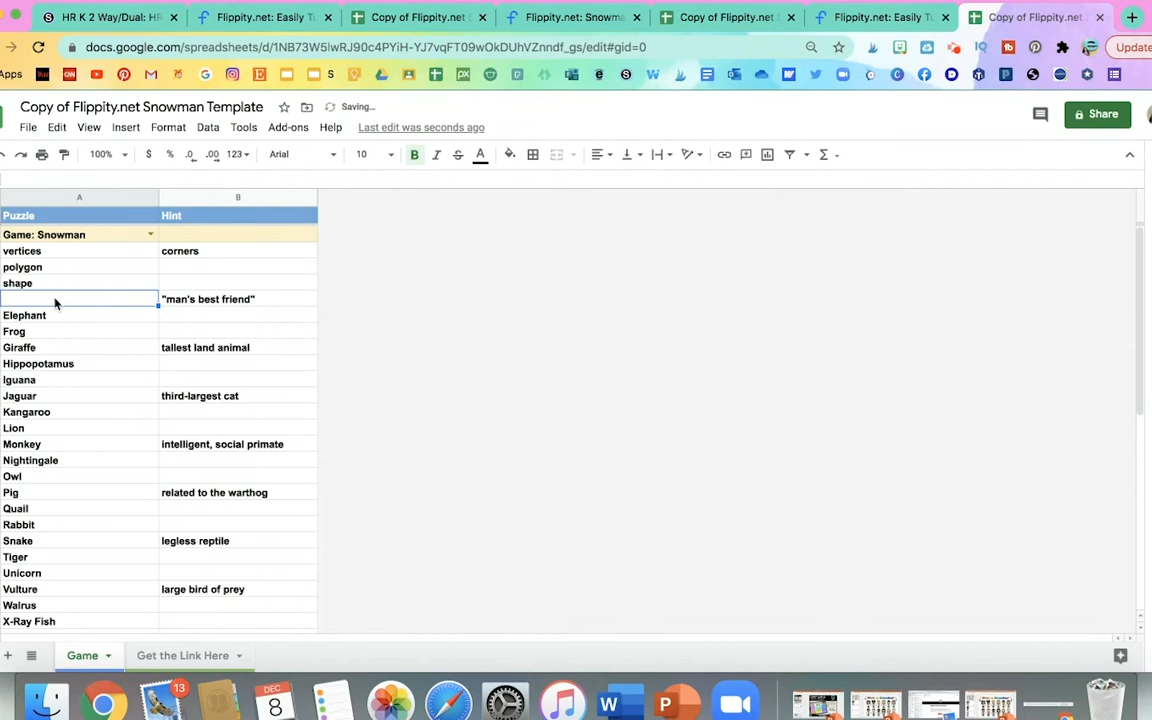 HR K 2 Way/Dual: HR
Flippity.net: Easily Tu
Copy of Flippity.net S
Flippity.net: Snowma
Copy of Flippity.net S
Flippity.net: Easily Tu
Copy of Flippity.net
docs.google.com/spreadsheets/d/1NB73W5lwRJ90c4PYiH-YJ7vqFT09wOkDUhVZnndf_gs/edit#gid=0
Update
Apps
S
Copy of Flippity.net Snowman Template
Saving...
File Edit View Insert Format Data Tools Add-ons Help Last edit was seconds ago
Share
100% $ % .0 .00 123 Arial 10 B I S A
A B
Puzzle Hint
Game: Snowman
vertices corners
polygon
shape
"man's best friend"
Elephant
Frog
Giraffe tallest land animal
Hippopotamus
Iguana
Jaguar third-largest cat
Kangaroo
Lion
Monkey intelligent, social primate
Nightingale
Owl
Pig related to the warthog
Quail
Rabbit
Snake legless reptile
Tiger
Unicorn
Vulture large bird of prey
Walrus
X-Ray Fish
Game Get the Link Here
13
DEC
8
W
P